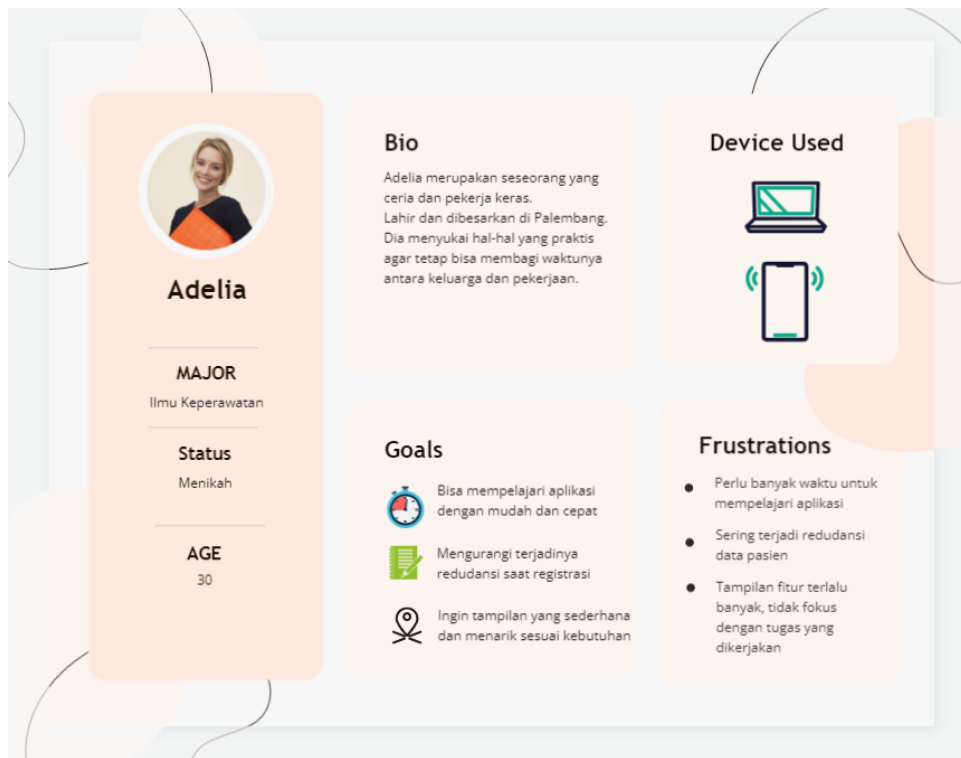 Adelia
MAJOR
Ilmu Keperawatan
Status
Menikah
AGE
30
Bio
Adelia merupakan seseorang yang
ceria dan pekerja keras.
Lahir dan dibesarkan di Palembang.
Dia menyukai hal-hal yang praktis
agar tetap bisa membagi waktunya
antara keluarga dan pekerjaan.
Device Used
Goals
Bisa mempelajari aplikasi
dengan mudah dan cepat
Mengurangi terjadinya
redudansi saat registrasi
Ingin tampilan yang sederhana
dan menarik sesuai kebutuhan
Frustrations
Perlu banyak waktu untuk
mempelajari aplikasi
Sering terjadi redudansi
data pasien
Tampilan fitur terlalu
banyak, tidak fokus
dengan tugas yang
dikerjakan